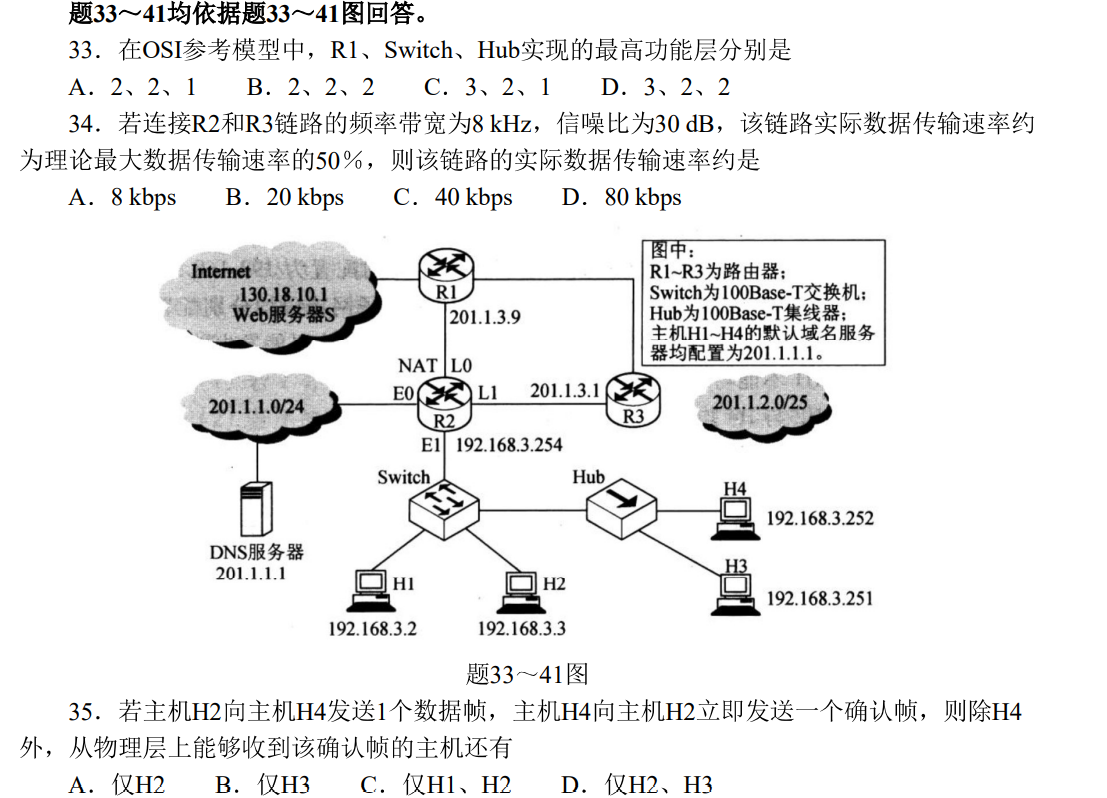 题33～41均依据题33～41图回答。
33．在OSI参考模型中，R1、Switch、Hub实现的最高功能层分别是
A．2、2、1 B．2、2、2 C．3、2、1 D．3、2、2
34．若连接R2和R3链路的频率带宽为8 kHz，信噪比为30 dB，该链路实际数据传输速率约
为理论最大数据传输速率的50％，则该链路的实际数据传输速率约是
A．8 kbps B．20 kbps C．40 kbps D．80 kbps
Internet
130.18.10.1
Web服务器S
R1
201.1.3.9
图中：
R1~R3为路由器；
Switch为100Base-T交换机；
Hub为100Base-T集线器；
主机H1~H4的默认域名服务
器均配置为201.1.1.1。
NAT L0
201.1.1.0/24
E0
R2
L1
201.1.3.1
R3
201.1.2.0/25
E1 192.168.3.254
Switch
Hub
H4
192.168.3.252
DNS服务器
201.1.1.1
H1
192.168.3.2
H2
192.168.3.3
H3
192.168.3.251
题33～41图
35．若主机H2向主机H4发送1个数据帧，主机H4向主机H2立即发送一个确认帧，则除H4
外，从物理层上能够收到该确认帧的主机还有
A．仅H2 B．仅H3 C．仅H1、H2 D．仅H2、H3